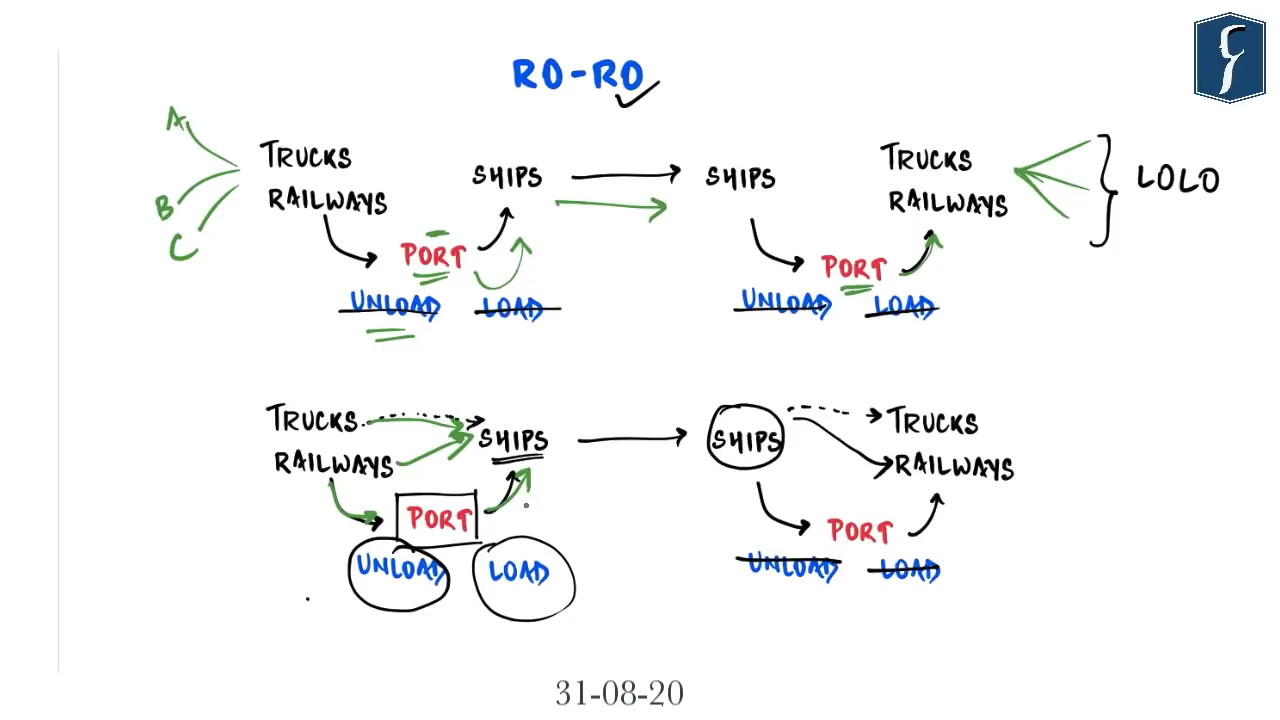 RO-RO
A
TRUCKS
SHIPS
SHIPS
TRUCKS
RAILWAYS
RAILWAYS
LOLO
B
C
PORT
PORT
UNLOAD LOAD
UNLOAD LOAD
TRUCKS
SHIPS
SHIPS
TRUCKS
RAILWAYS
RAILWAYS
PORT
PORT
UNLOAD LOAD
UNLOAD LOAD
31-08-20